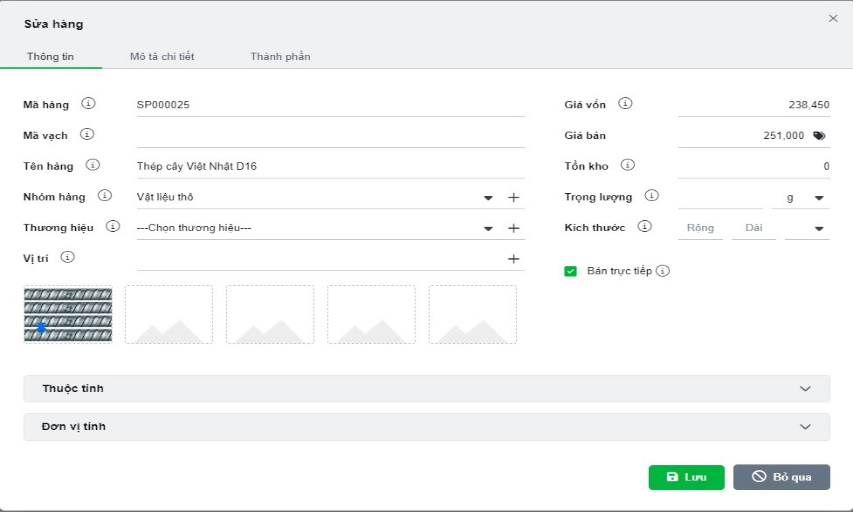 Sửa hàng
Thông tin Mô tả chi tiết Thành phần
Mã hàng SP000025 Giá vốn 238,450
Mã vạch Giá bán 251,000
Tên hàng Thép cây Việt Nhật D16 Tồn kho 0
Nhóm hàng Vật liệu thô Trọng lượng g
Thương hiệu ---Chọn thương hiệu--- Kích thước Rộng Dài
Vị trí
Bán trực tiếp
Thuộc tính
Đơn vị tính
Lưu Bỏ qua